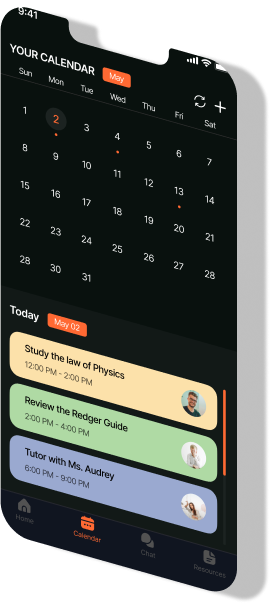 9:41
YOUR CALENDAR May
Sun Mon Tue Wed Thu Fri Sat
1 2 3 4 5 6 7
8 9 10 11 12 13 14
15 16 17 18 19 20 21
22 23 24 25 26 27 28
28 30 31
Today May 02
Study the law of Physics
12:00 PM - 2:00 PM
Review the Redger Guide
2:00 PM - 4:00 PM
Tutor with Ms. Audrey
6:00 PM - 9:00 PM
Home Calendar Chat Resources